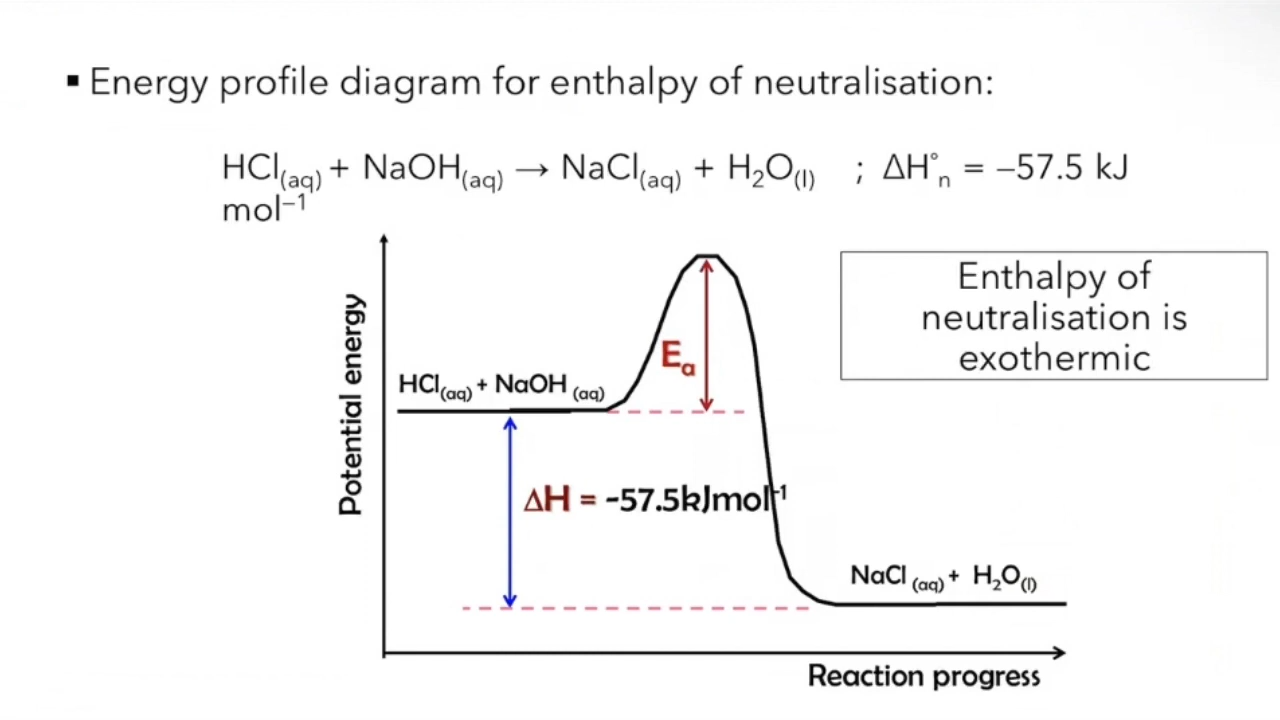 ▪ Energy profile diagram for enthalpy of neutralisation:
HCl(aq) + NaOH(aq) → NaCl(aq) + H₂O(l) ; ΔH°n = –57.5 kJ
mol⁻¹
Enthalpy of
neutralisation is
exothermic
Potential energy
Eₐ
HCl(aq) + NaOH (aq)
ΔH = -57.5kJmol⁻¹
NaCl (aq) + H₂O(l)
Reaction progress